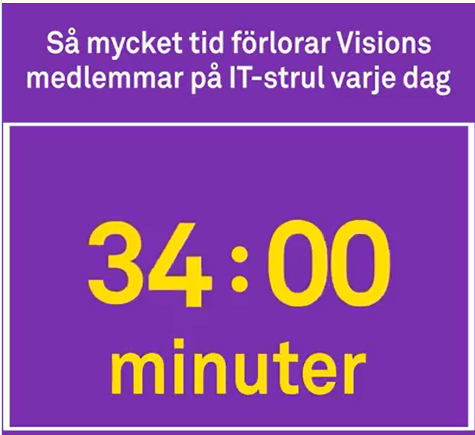 Så mycket tid förlorar Visions
medlemmar på IT-strul varje dag
34:00
minuter